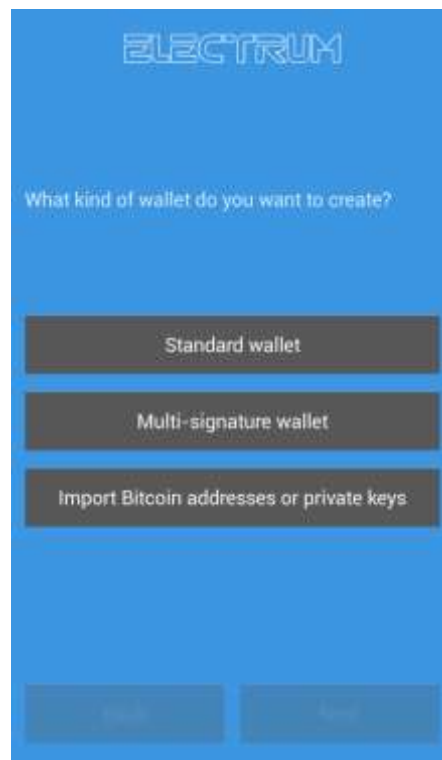 ELECTRUM
What kind of wallet do you want to create?
Standard wallet
Multi-signature wallet
Import Bitcoin addresses or private keys
Next